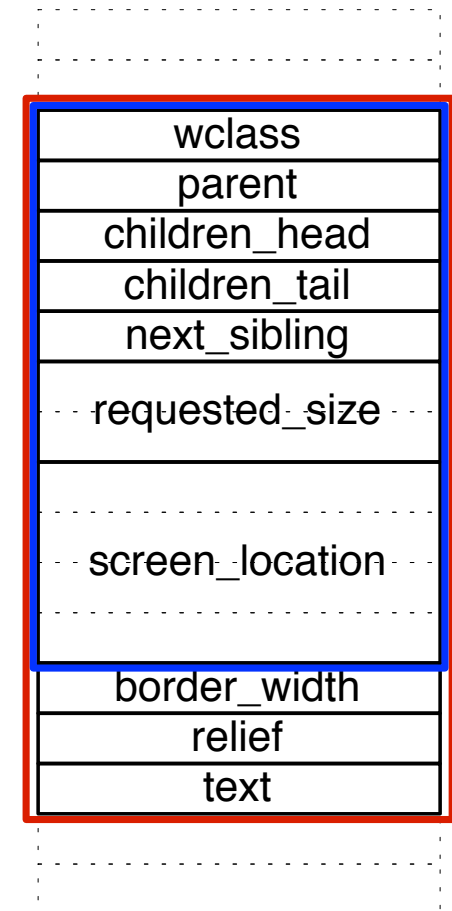 wclass
parent
children_head
children_tail
next_sibling
requested_size
screen_location
border_width
relief
text